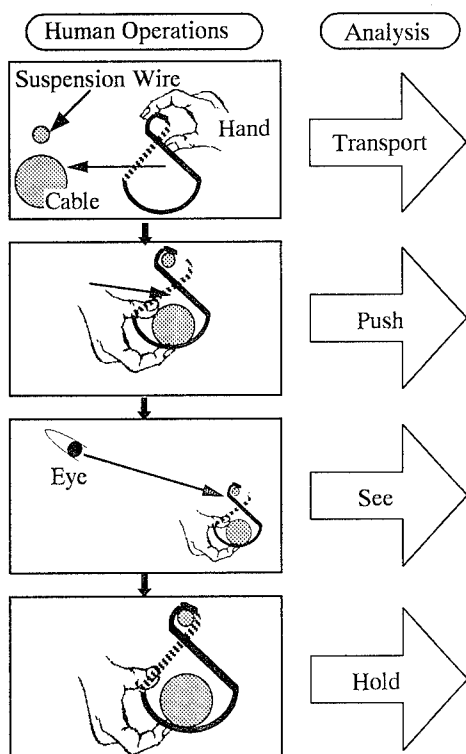 Human Operations
Analysis
Suspension Wire
Hand
Cable
Transport
Push
Eye
See
Hold